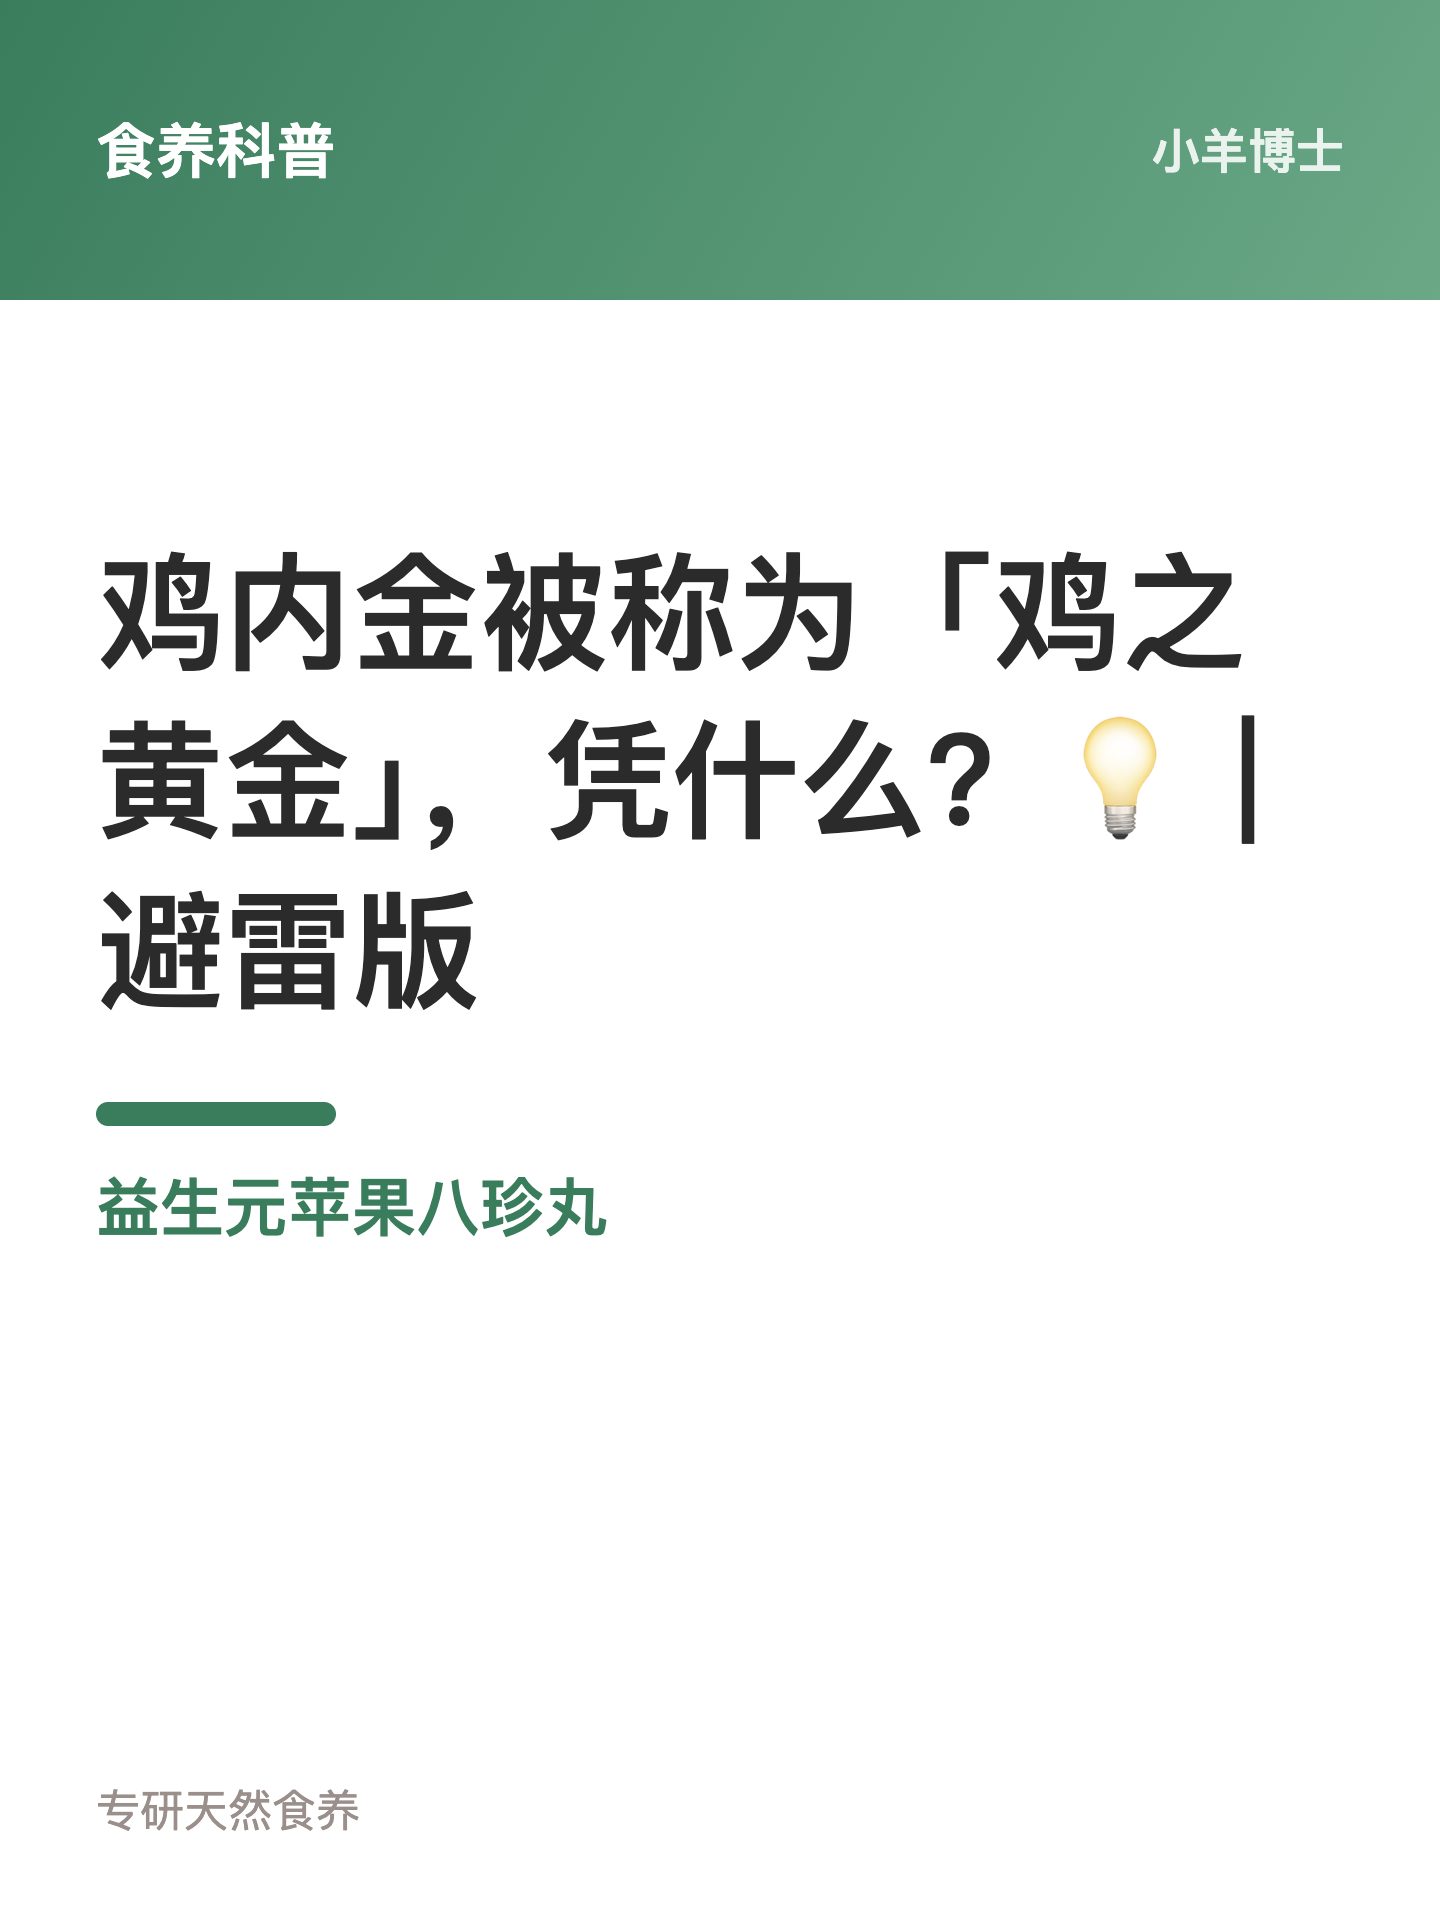 食养科普
小羊博士
鸡内金被称为「鸡之
黄金」，凭什么？💡｜
避雷版
益生元苹果八珍丸
专研天然食养